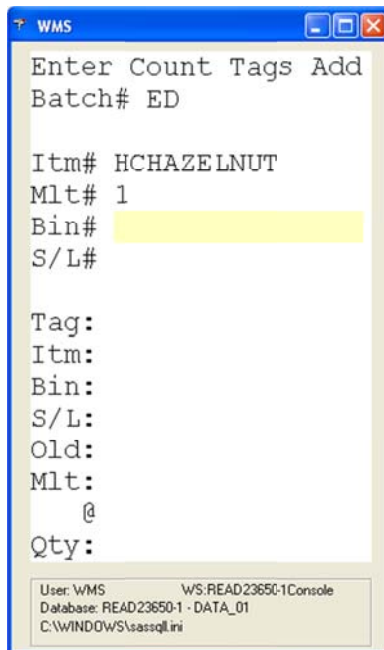 WMS
Enter Count Tags Add
Batch# ED
Itm# HCHAZELNUT
Mlt# 1
Bin#
S/L#
Tag:
Itm:
Bin:
S/L:
Old:
Mlt:
@
Qty:
User: WMS WS:READ23650-1Console
Database: READ23650-1 - DATA_01
C:\WINDOWS\sassqll.ini